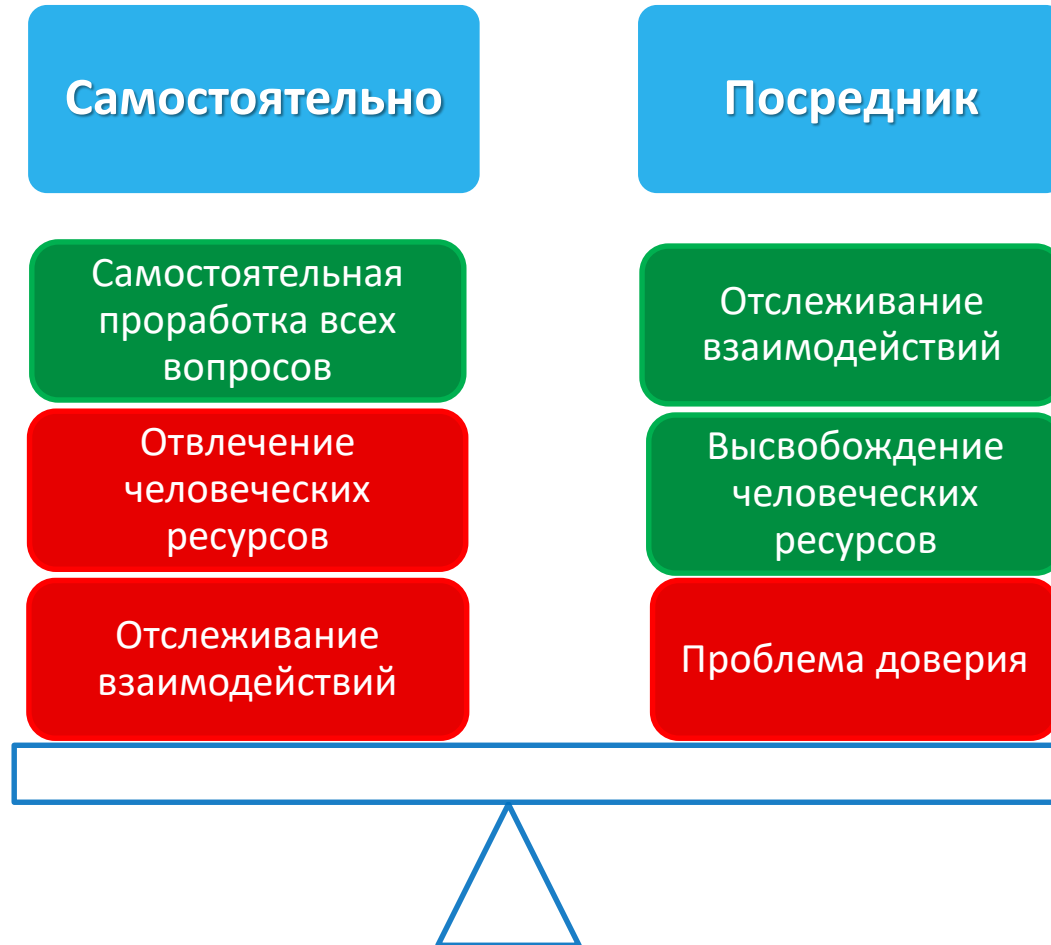 Самостоятельно
Посредник
Самостоятельная
проработка всех
вопросов
Отвлечение
человеческих
ресурсов
Отслеживание
взаимодействий
Отслеживание
взаимодействий
Высвобождение
человеческих
ресурсов
Проблема доверия